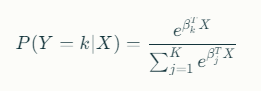 P(Y = k|X) = \frac{e^{\beta_k^T X}}{\sum_{j=1}^{K} e^{\beta_j^T X}}